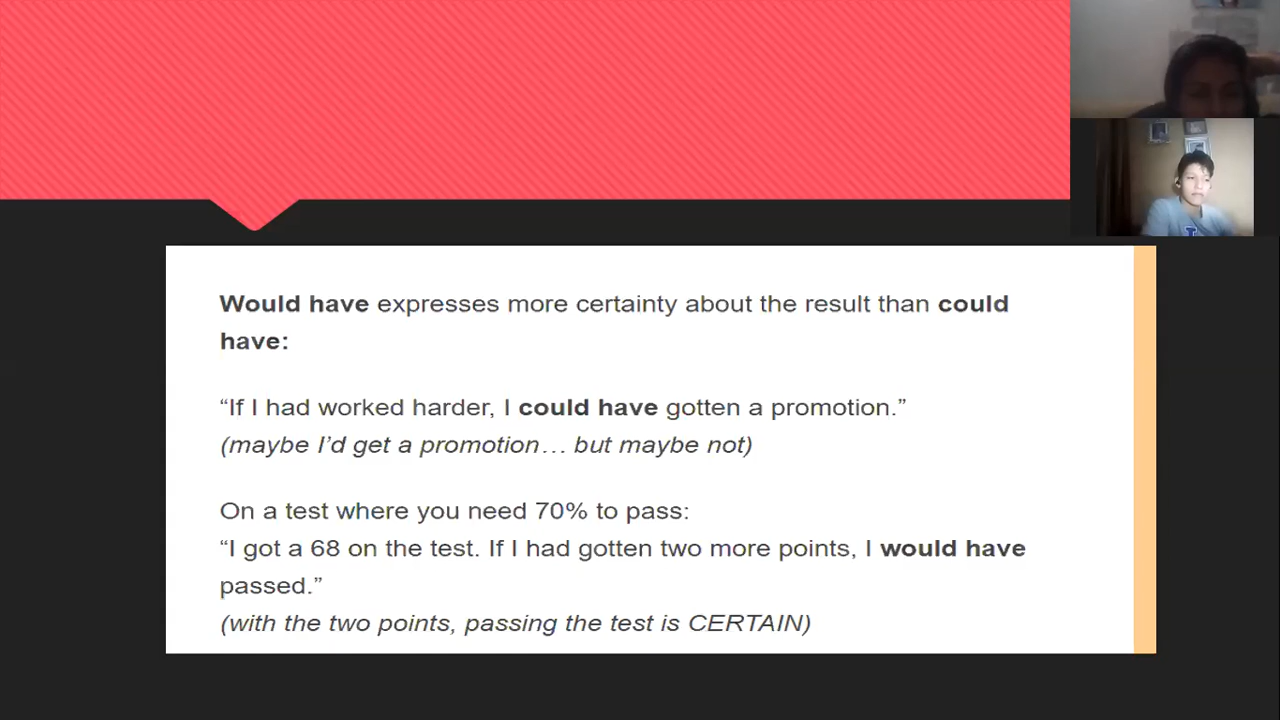 Would have expresses more certainty about the result than could
have:
“If I had worked harder, I could have gotten a promotion.”
(maybe I’d get a promotion… but maybe not)
On a test where you need 70% to pass:
“I got a 68 on the test. If I had gotten two more points, I would have
passed.”
(with the two points, passing the test is CERTAIN)